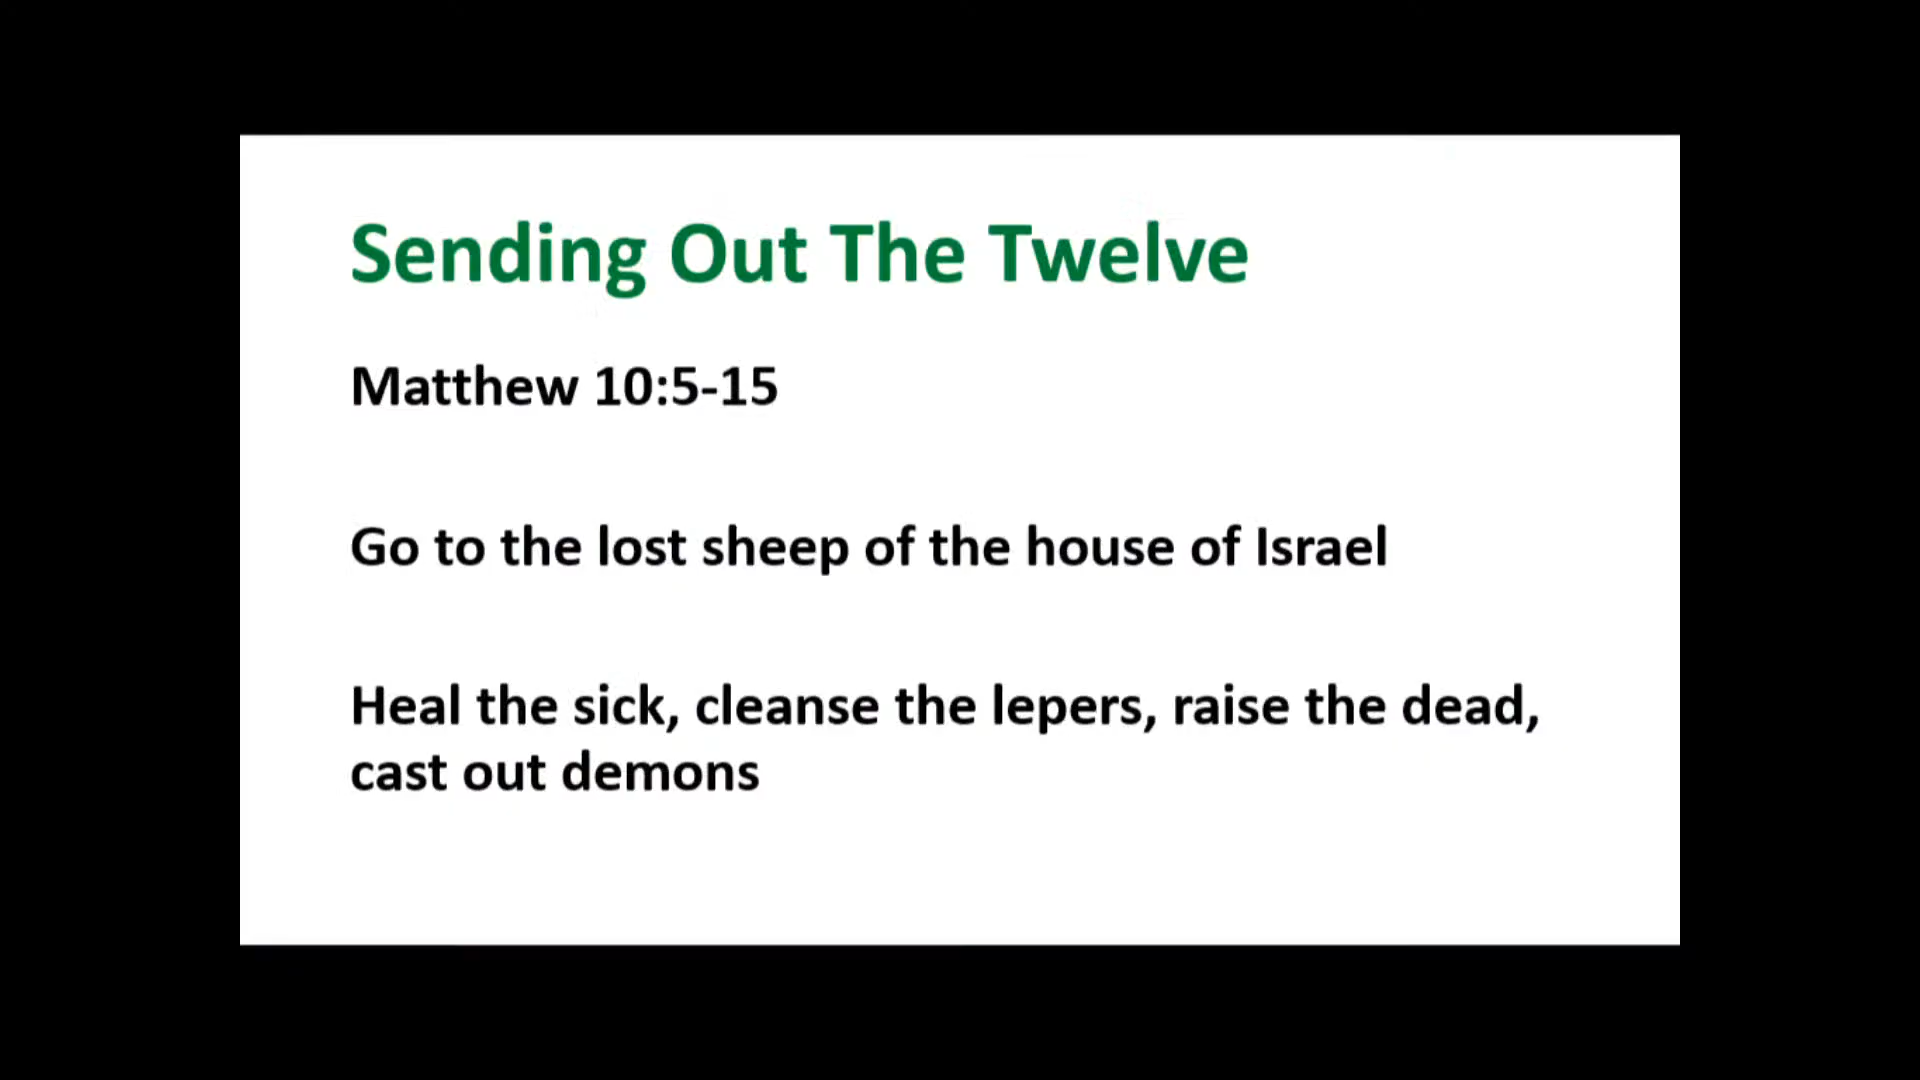 Sending Out The Twelve
Matthew 10:5-15
Go to the lost sheep of the house of Israel
Heal the sick, cleanse the lepers, raise the dead,
cast out demons